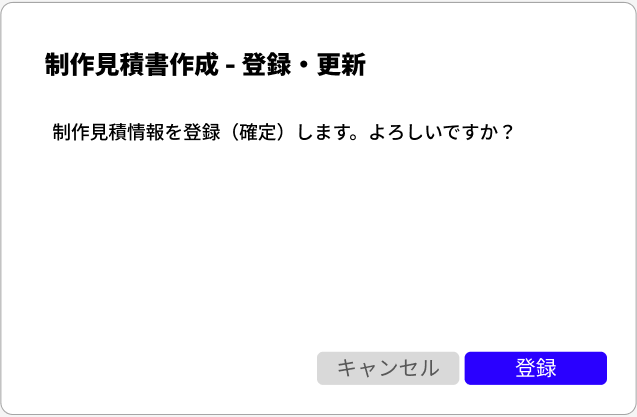 制作見積書作成 - 登録・更新
制作見積情報を登録（確定）します。よろしいですか？
キャンセル
登録